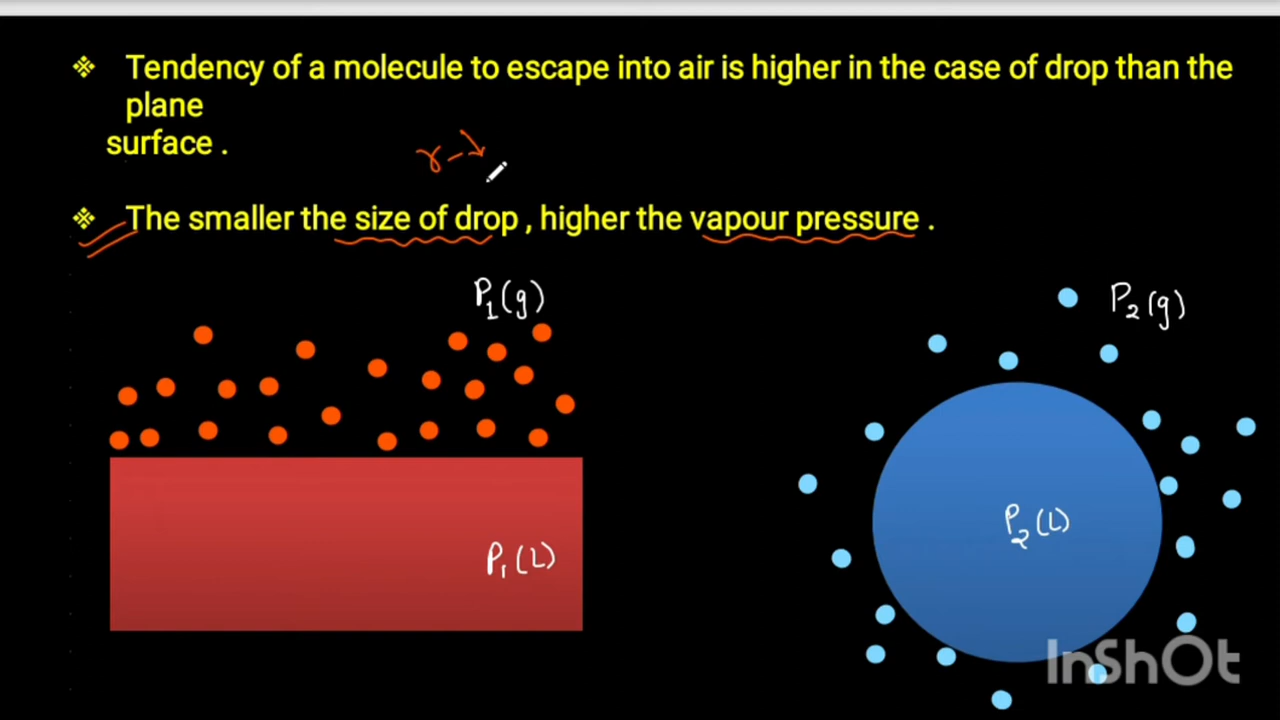 ❖ Tendency of a molecule to escape into air is higher in the case of drop than the
plane
surface .
r →
❖ The smaller the size of drop , higher the vapour pressure .
P₁(g)
P₂(g)
P₂(L)
P₁(L)
InShOt